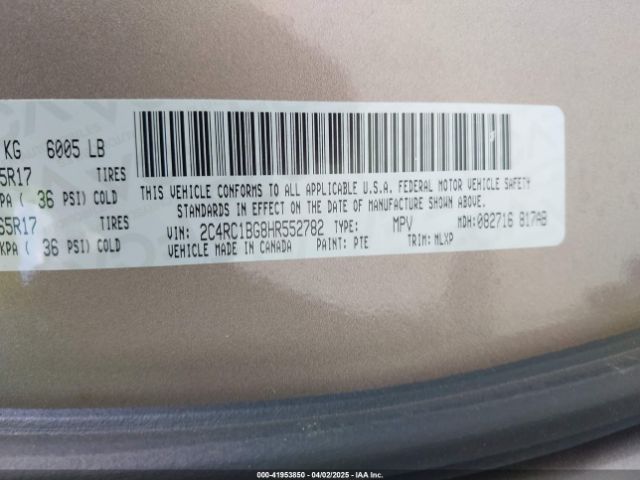 KG 6005 LB
5R17 TIRES
PA ( 36 PSI) COLD
65R17 TIRES
KPA ( 36 PSI) COLD
THIS VEHICLE CONFORMS TO ALL APPLICABLE U.S.A. FEDERAL MOTOR VEHICLE SAFETY
STANDARDS IN EFFECT ON THE DATE OF MANUFACTURE SHOWN ABOVE.
VIN: 2C4RC1BG8HR552782 TYPE: MPV MDH:082716 817AB
VEHICLE MADE IN CANADA PAINT: PTE TRIM: MLXP
000-41953850 - 04/02/2025 - IAA Inc.